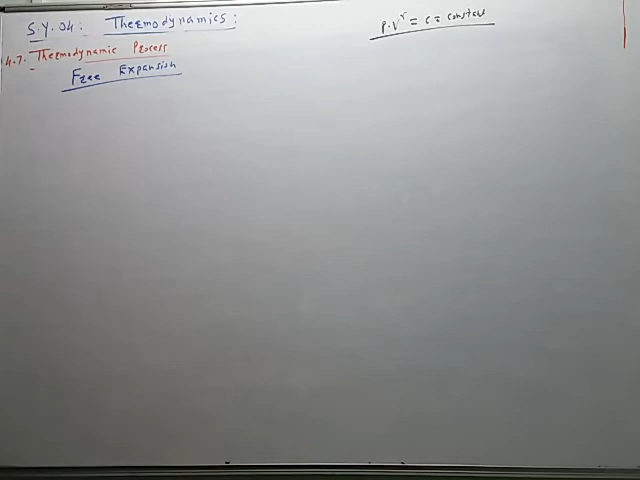 S.Y. 04: Thermodynamics:
P.V^γ = c = constant
4.7. Thermodynamic Process
Free Expansion